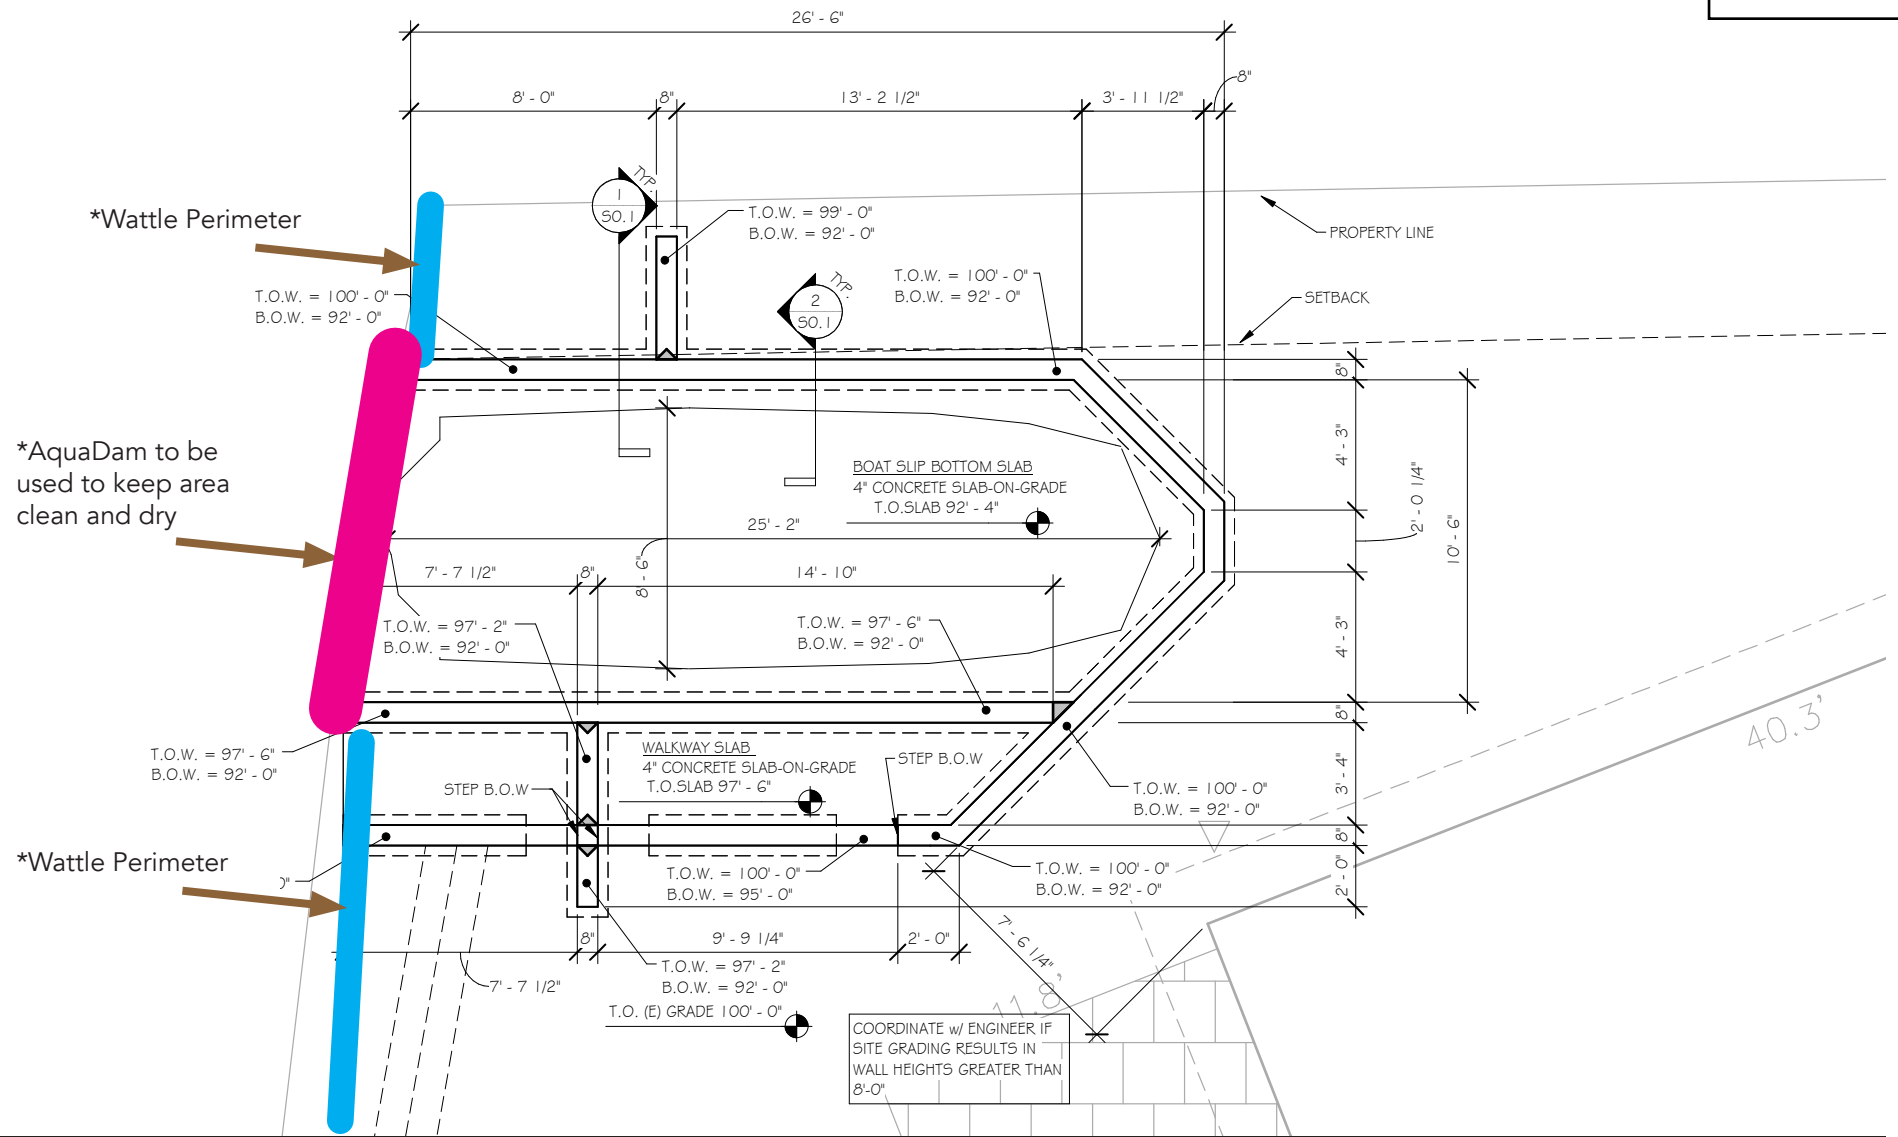 26' - 6"
8' - 0"
8"
13' - 2 1/2"
3' - 11 1/2"
8"
*Wattle Perimeter
1
S0.1
TYP.
T.O.W. = 99' - 0"
B.O.W. = 92' - 0"
PROPERTY LINE
T.O.W. = 100' - 0"
B.O.W. = 92' - 0"
2
S0.1
TYP.
T.O.W. = 100' - 0"
B.O.W. = 92' - 0"
SETBACK
8"
*AquaDam to be
used to keep area
clean and dry
BOAT SLIP BOTTOM SLAB
4" CONCRETE SLAB-ON-GRADE
T.O.SLAB 92' - 4"
4' - 3"
2' - 0 1/4"
10' - 6"
25' - 2"
8' - 6"
7' - 7 1/2"
8"
14' - 10"
T.O.W. = 97' - 2"
B.O.W. = 92' - 0"
T.O.W. = 97' - 6"
B.O.W. = 92' - 0"
4' - 3"
8"
40.3'
T.O.W. = 97' - 6"
B.O.W. = 92' - 0"
WALKWAY SLAB
4" CONCRETE SLAB-ON-GRADE
T.O.SLAB 97' - 6"
STEP B.O.W
STEP B.O.W
T.O.W. = 100' - 0"
B.O.W. = 92' - 0"
3' - 4"
8"
*Wattle Perimeter
0"
T.O.W. = 100' - 0"
B.O.W. = 95' - 0"
T.O.W. = 100' - 0"
B.O.W. = 92' - 0"
2' - 0"
8"
9' - 9 1/4"
2' - 0"
7' - 6 1/4"
7' - 7 1/2"
T.O.W. = 97' - 2"
B.O.W. = 92' - 0"
T.O. (E) GRADE 100' - 0"
11.8'
COORDINATE w/ ENGINEER IF
SITE GRADING RESULTS IN
WALL HEIGHTS GREATER THAN
8'-0"